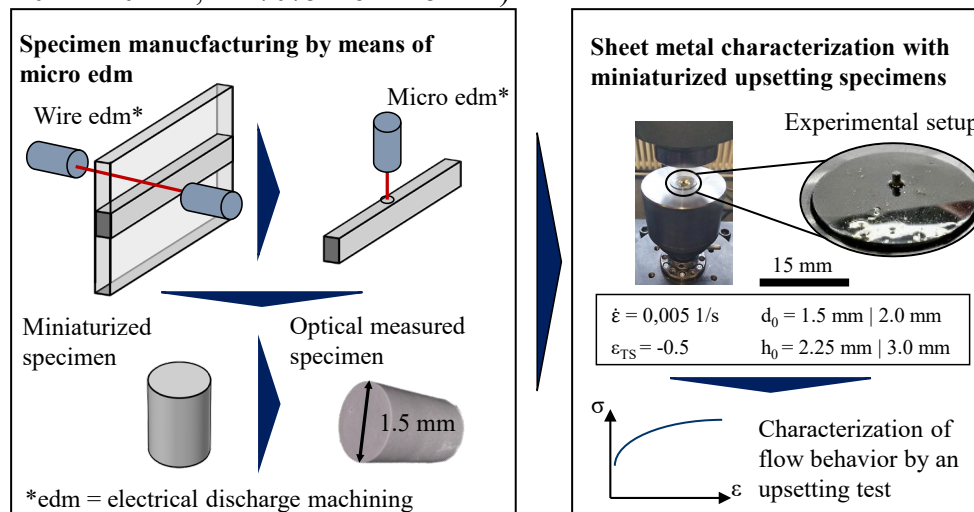 Specimen manucfacturing by means of
micro edm
Wire edm*
Micro edm*
Miniaturized
specimen
Optical measured
specimen
1.5 mm
*edm = electrical discharge machining
Sheet metal characterization with
miniaturized upsetting specimens
Experimental setup
15 mm
ε̇ = 0,005 1/s
d₀ = 1.5 mm | 2.0 mm
ε_TS = -0.5
h₀ = 2.25 mm | 3.0 mm
σ
ε
Characterization of
flow behavior by an
upsetting test